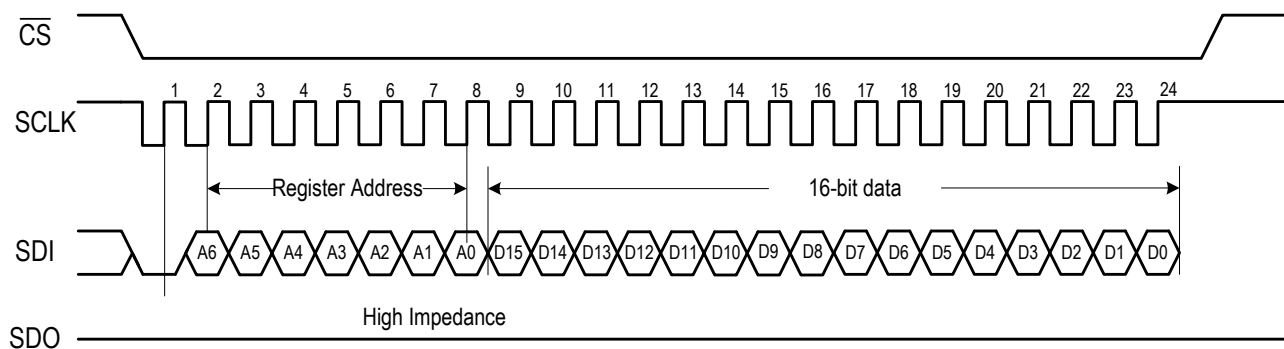 CS
SCLK
1 2 3 4 5 6 7 8 9 10 11 12 13 14 15 16 17 18 19 20 21 22 23 24
Register Address
16-bit data
SDI
A6 A5 A4 A3 A2 A1 A0 D15 D14 D13 D12 D11 D10 D9 D8 D7 D6 D5 D4 D3 D2 D1 D0
High Impedance
SDO